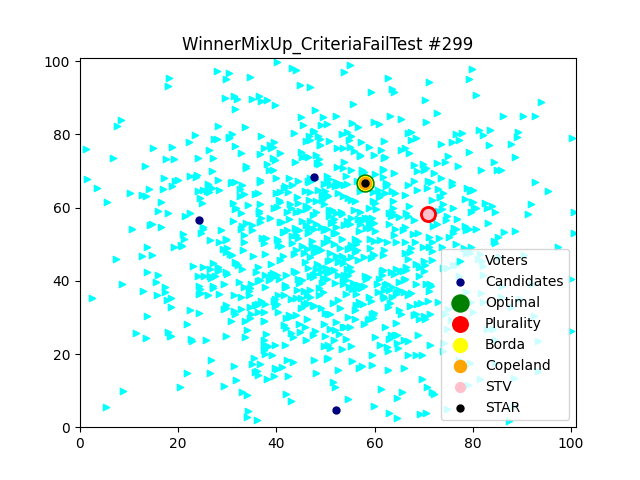 WinnerMixUp_CriteriaFailTest #299
100
80
60
40
20
0
0 20 40 60 80 100
Voters
Candidates
Optimal
Plurality
Borda
Copeland
STV
STAR